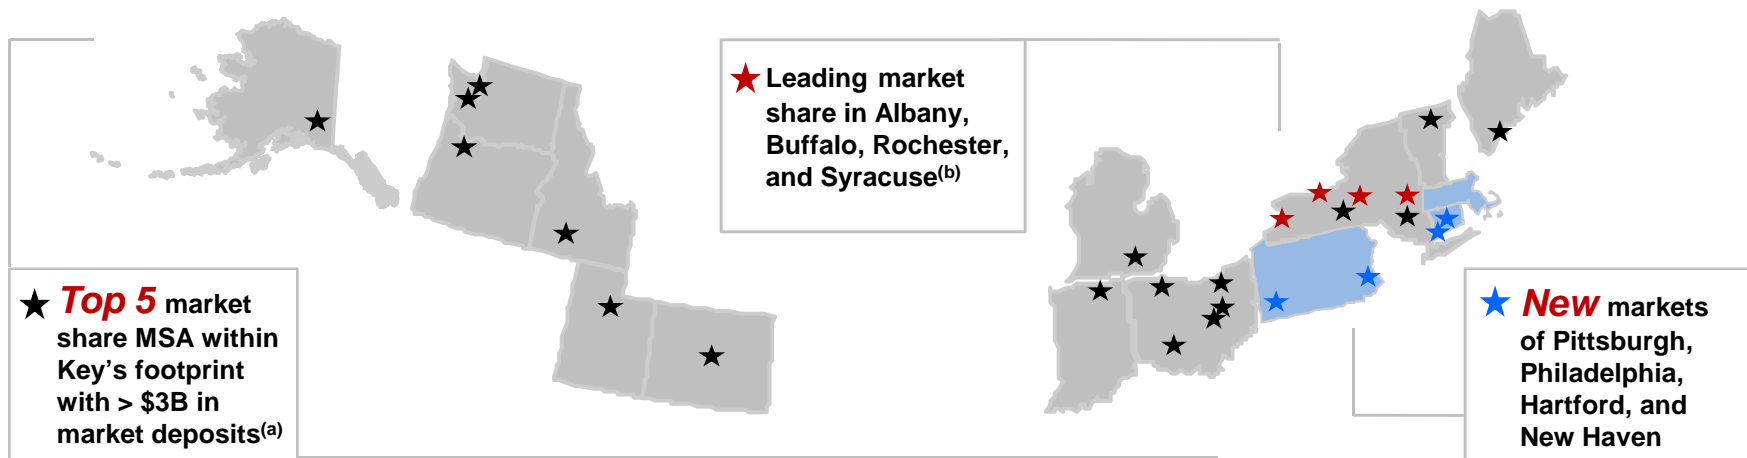 Top 5 market
share MSA within
Key’s footprint
with > $3B in
market deposits(a)
Leading market
share in Albany,
Buffalo, Rochester,
and Syracuse(b)
New markets
of Pittsburgh,
Philadelphia,
Hartford, and
New Haven